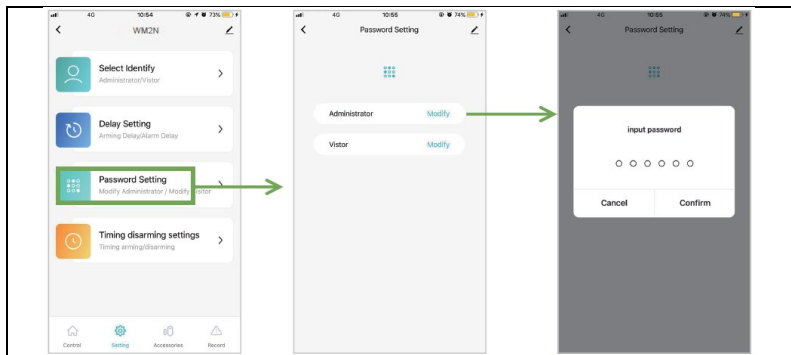 4G 10:54 73%
WM2N
Select Identify
Administrator/Vistor
Delay Setting
Arming Delay/Alarm Delay
Password Setting
Modify Administrator / Modify Visitor
Timing disarming settings
Timing arming/disarming
Control Setting Accessories Record
4G 10:55 74%
Password Setting
Administrator Modify
Vistor Modify
4G 10:55 74%
Password Setting
input password
Cancel Confirm